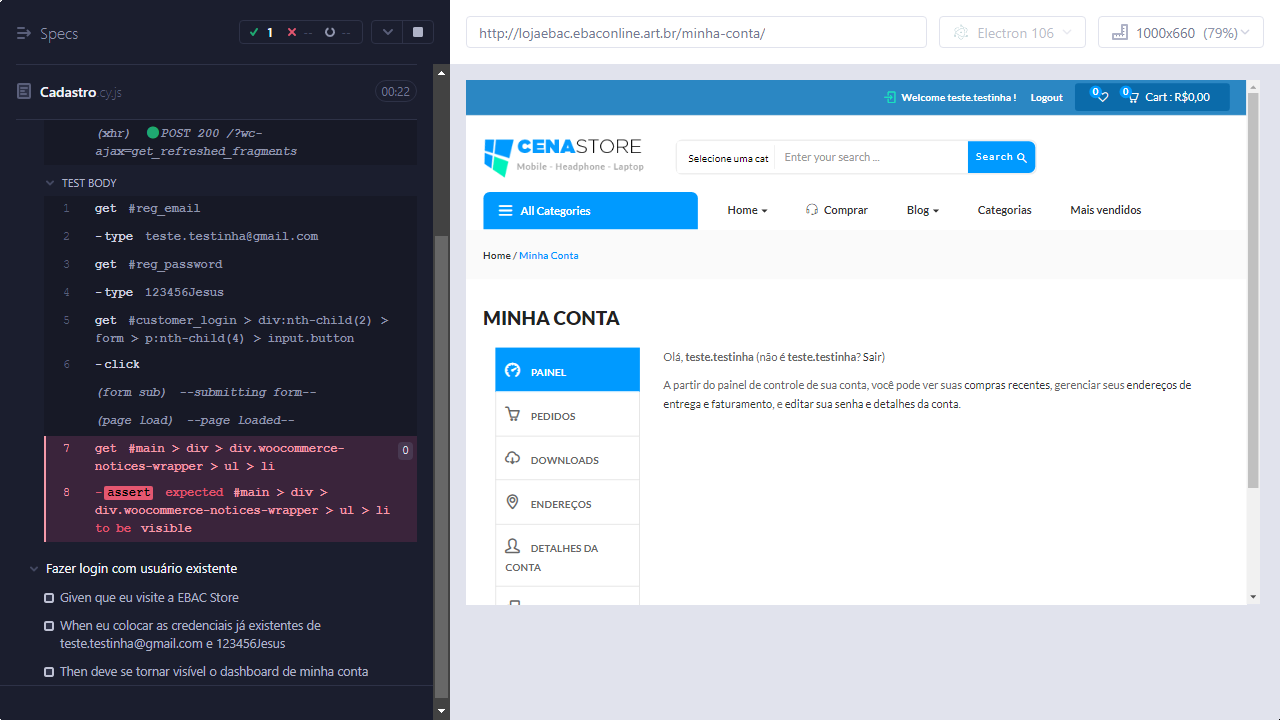 Specs
1
--
--
Cadastro.cy.js
00:22
(xhr) POST 200 /?wc-
ajax=get_refreshed_fragments
TEST BODY
1 get #reg_email
2 -type teste.testinha@gmail.com
3 get #reg_password
4 -type 123456Jesus
5 get #customer_login > div:nth-child(2) >
form > p:nth-child(4) > input.button
6 -click
(form sub) --submitting form--
(page load) --page loaded--
7 get #main > div > div.woocommerce-
notices-wrapper > ul > li
0
8 -assert expected #main > div >
div.woocommerce-notices-wrapper > ul > li
to be visible
Fazer login com usuário existente
Given que eu visite a EBAC Store
When eu colocar as credenciais já existentes de
teste.testinha@gmail.com e 123456Jesus
Then deve se tornar visível o dashboard de minha conta
http://lojaebac.ebaconline.art.br/minha-conta/
Electron 106
1000x660 (79%)
Welcome teste.testinha !
Logout
0
0
Cart : R$0,00
CENASTORE
Mobile - Headphone - Laptop
Selecione uma cat
Enter your search ...
Search
All Categories
Home
Comprar
Blog
Categorias
Mais vendidos
Home / Minha Conta
MINHA CONTA
PAINEL
PEDIDOS
DOWNLOADS
ENDEREÇOS
DETALHES DA
CONTA
Olá, teste.testinha (não é teste.testinha? Sair)
A partir do painel de controle de sua conta, você pode ver suas compras recentes, gerenciar seus endereços de
entrega e faturamento, e editar sua senha e detalhes da conta.